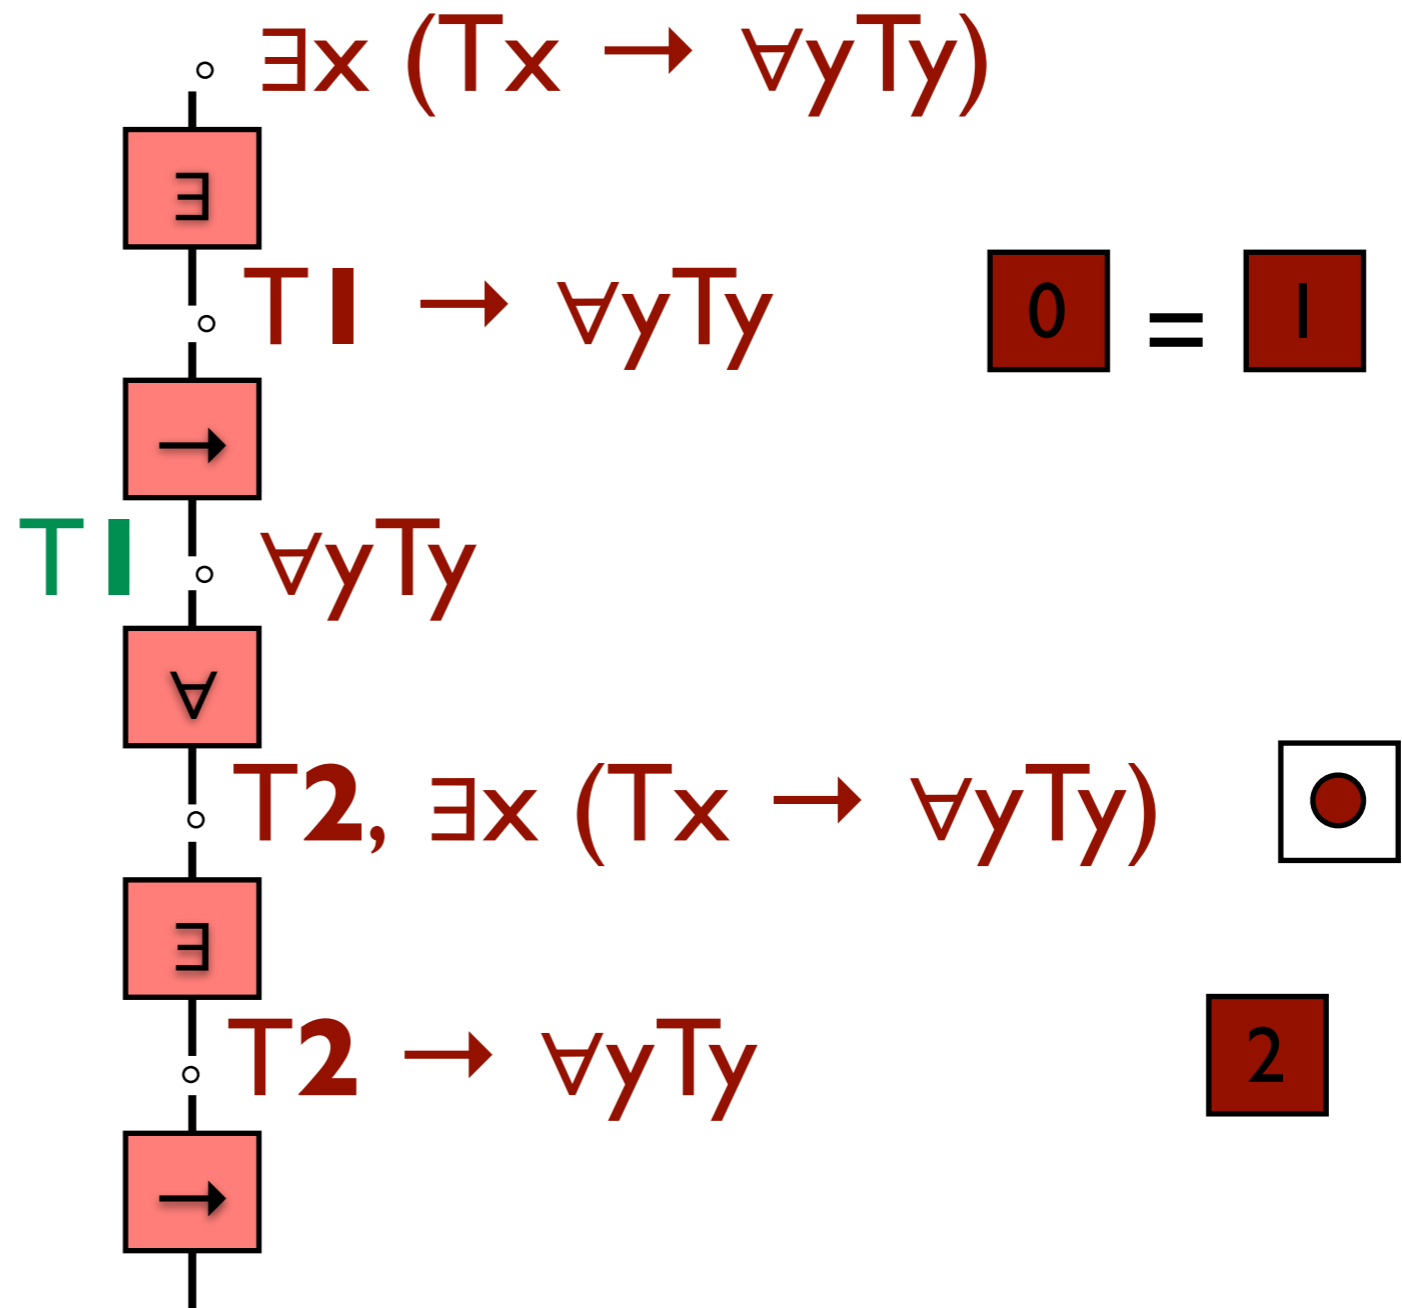 ∃x (Tx → ∀yTy)
∃
T1 → ∀yTy
0 = 1
→
T1 ∀yTy
∀
T2, ∃x (Tx → ∀yTy)
∃
T2 → ∀yTy
2
→